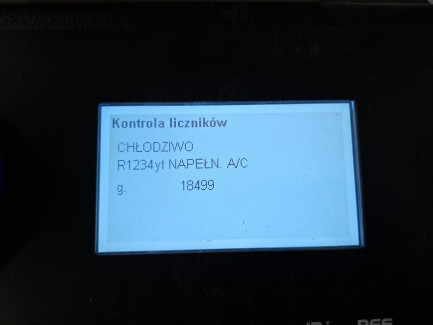 Kontrola liczników
CHŁODZIWO
R1234yf NAPEŁN. A/C
g. 18499